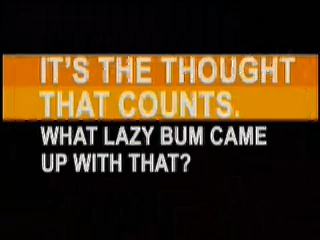 IT'S THE THOUGHT
THAT COUNTS.
WHAT LAZY BUM CAME
UP WITH THAT?